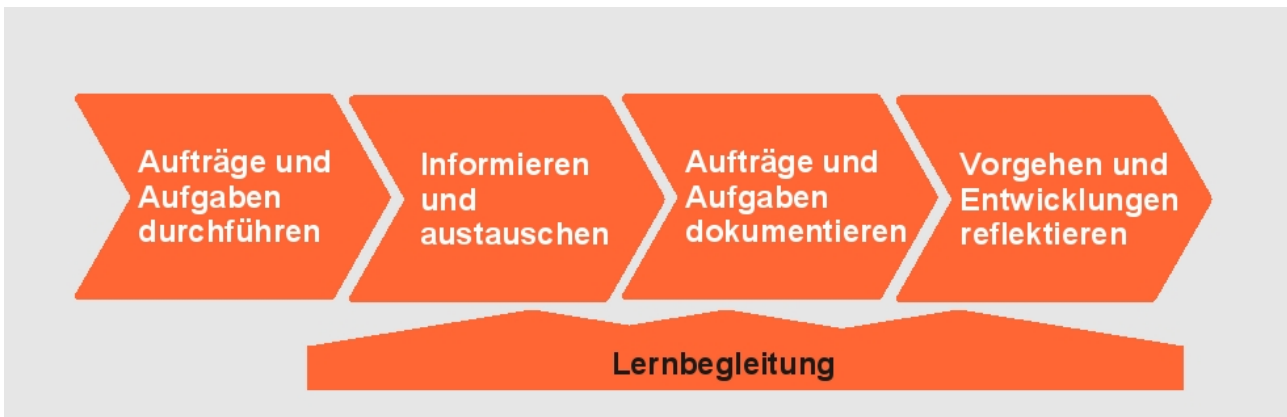 Aufträge und
Aufgaben
durchführen
Informieren
und
austauschen
Aufträge und
Aufgaben
dokumentieren
Vorgehen und
Entwicklungen
reflektieren
Lernbegleitung